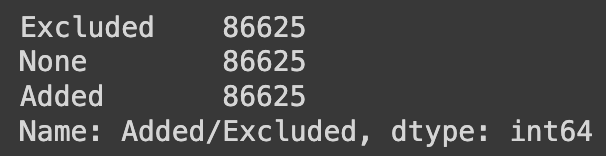 Excluded    86625
None        86625
Added       86625
Name: Added/Excluded, dtype: int64